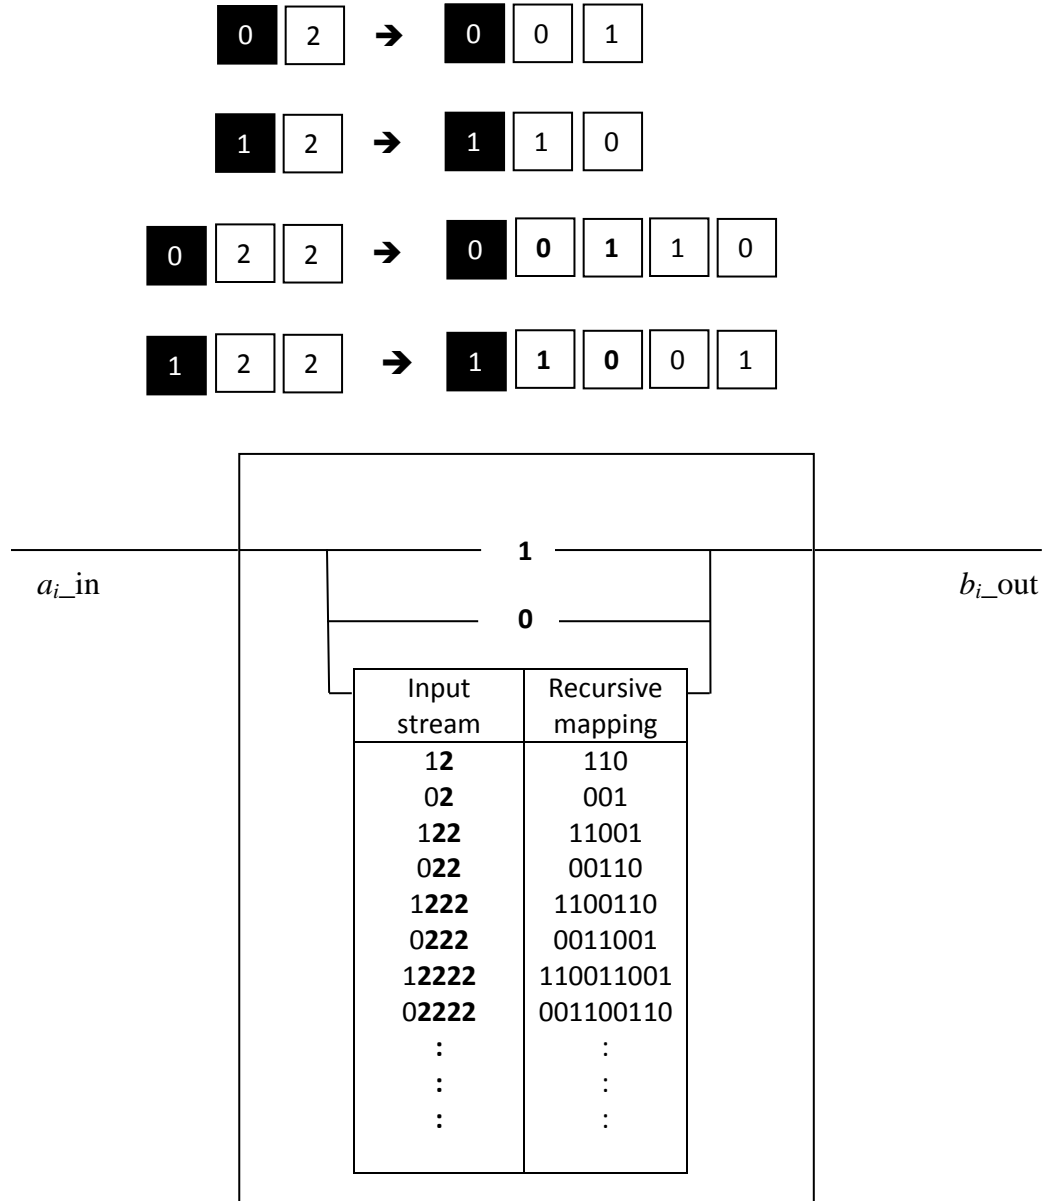 0 2 ➔ 0 0 1
1 2 ➔ 1 1 0
0 2 2 ➔ 0 0 1 1 0
1 2 2 ➔ 1 1 0 0 1
1
aᵢ_in bᵢ_out
0
Input stream Recursive mapping
12 110
02 001
122 11001
022 00110
1222 1100110
0222 0011001
12222 110011001
02222 001100110
: :
: :
: :